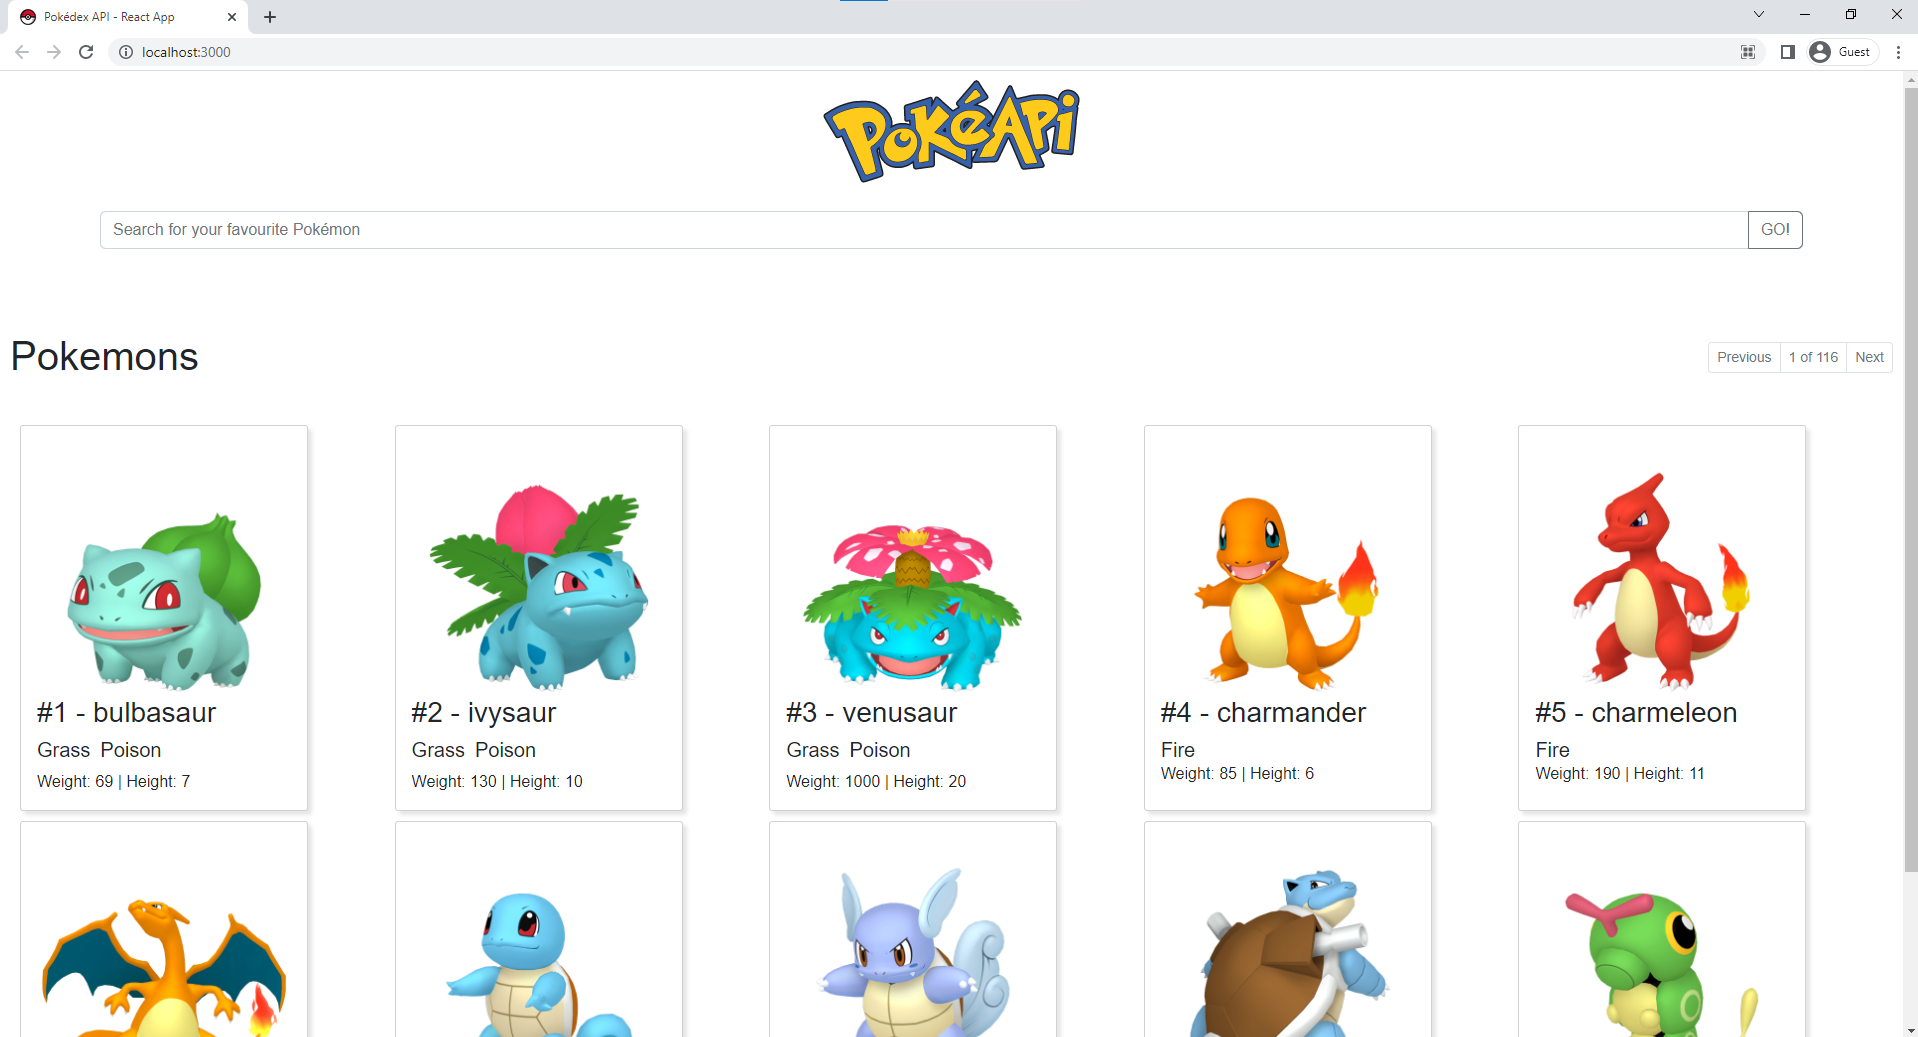 Pokédex API - React App
localhost:3000
Guest
PokéAPi
Search for your favourite Pokémon GO!
Pokemons
Previous 1 of 116 Next
#1 - bulbasaur
Grass Poison
Weight: 69 | Height: 7
#2 - ivysaur
Grass Poison
Weight: 130 | Height: 10
#3 - venusaur
Grass Poison
Weight: 1000 | Height: 20
#4 - charmander
Fire
Weight: 85 | Height: 6
#5 - charmeleon
Fire
Weight: 190 | Height: 11